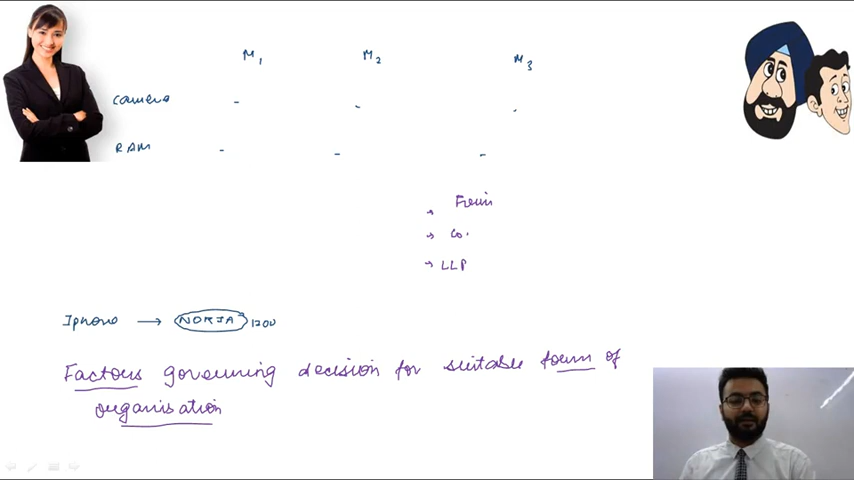 M1 M2 M3
Camera - - -
RAM - - -
→ Firm
→ Co.
→ LLP
Iphone → NOKIA 1200
Factors governing decision for suitable form of
organisation